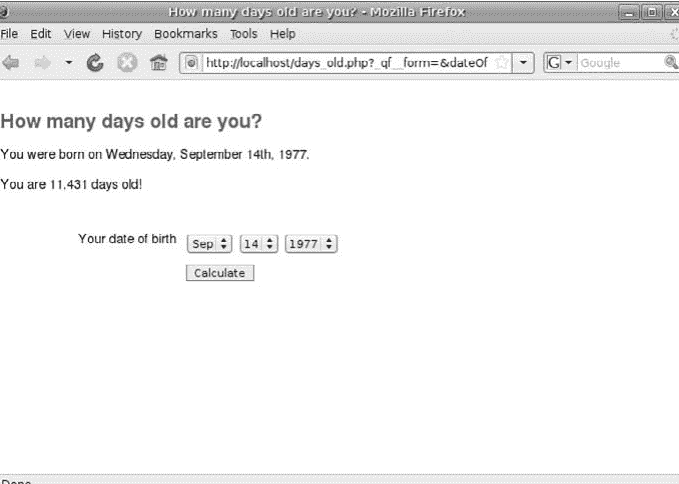 How many days old are you? - Mozilla Firefox
File Edit View History Bookmarks Tools Help
http://localhost/days_old.php?_qf__form=&dateOf
G Google
How many days old are you?
You were born on Wednesday, September 14th, 1977.
You are 11,431 days old!
Your date of birth Sep 14 1977
Calculate
Done